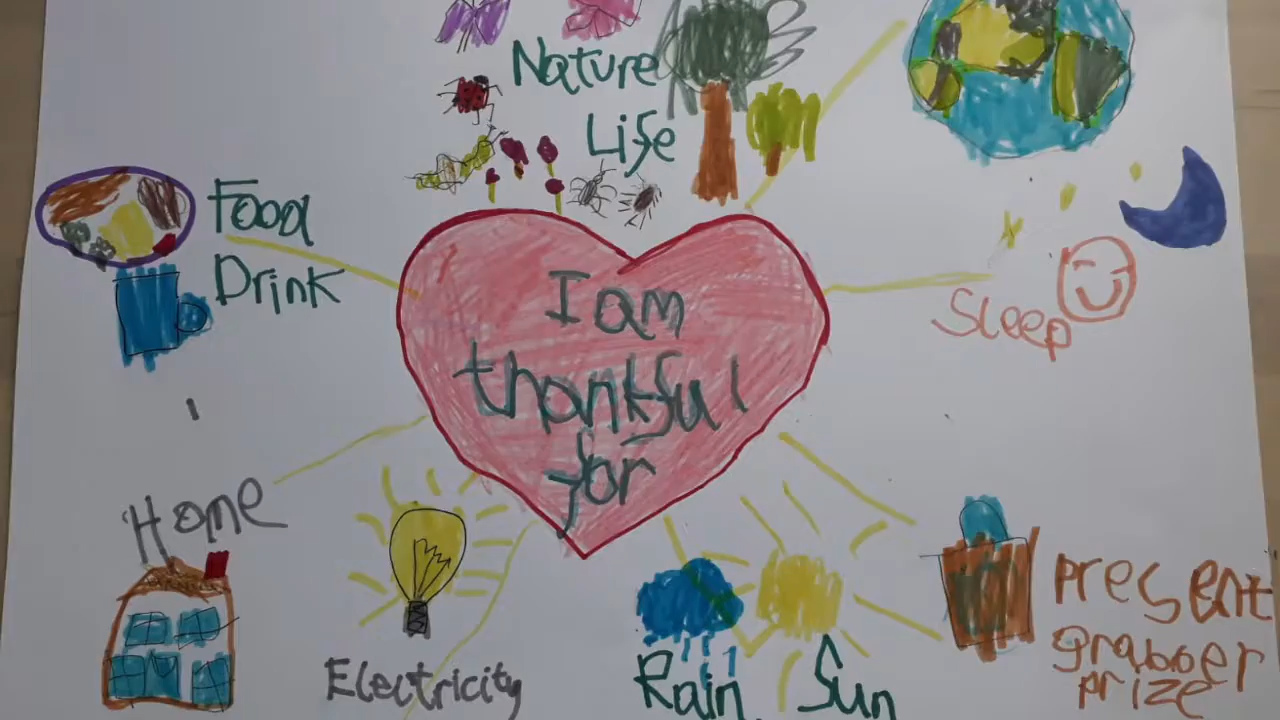 Nature
Life
Food
Drink
I am
thankful
for
Sleep
Home
Electricity
Rain
Sun
Present
grabber
prize